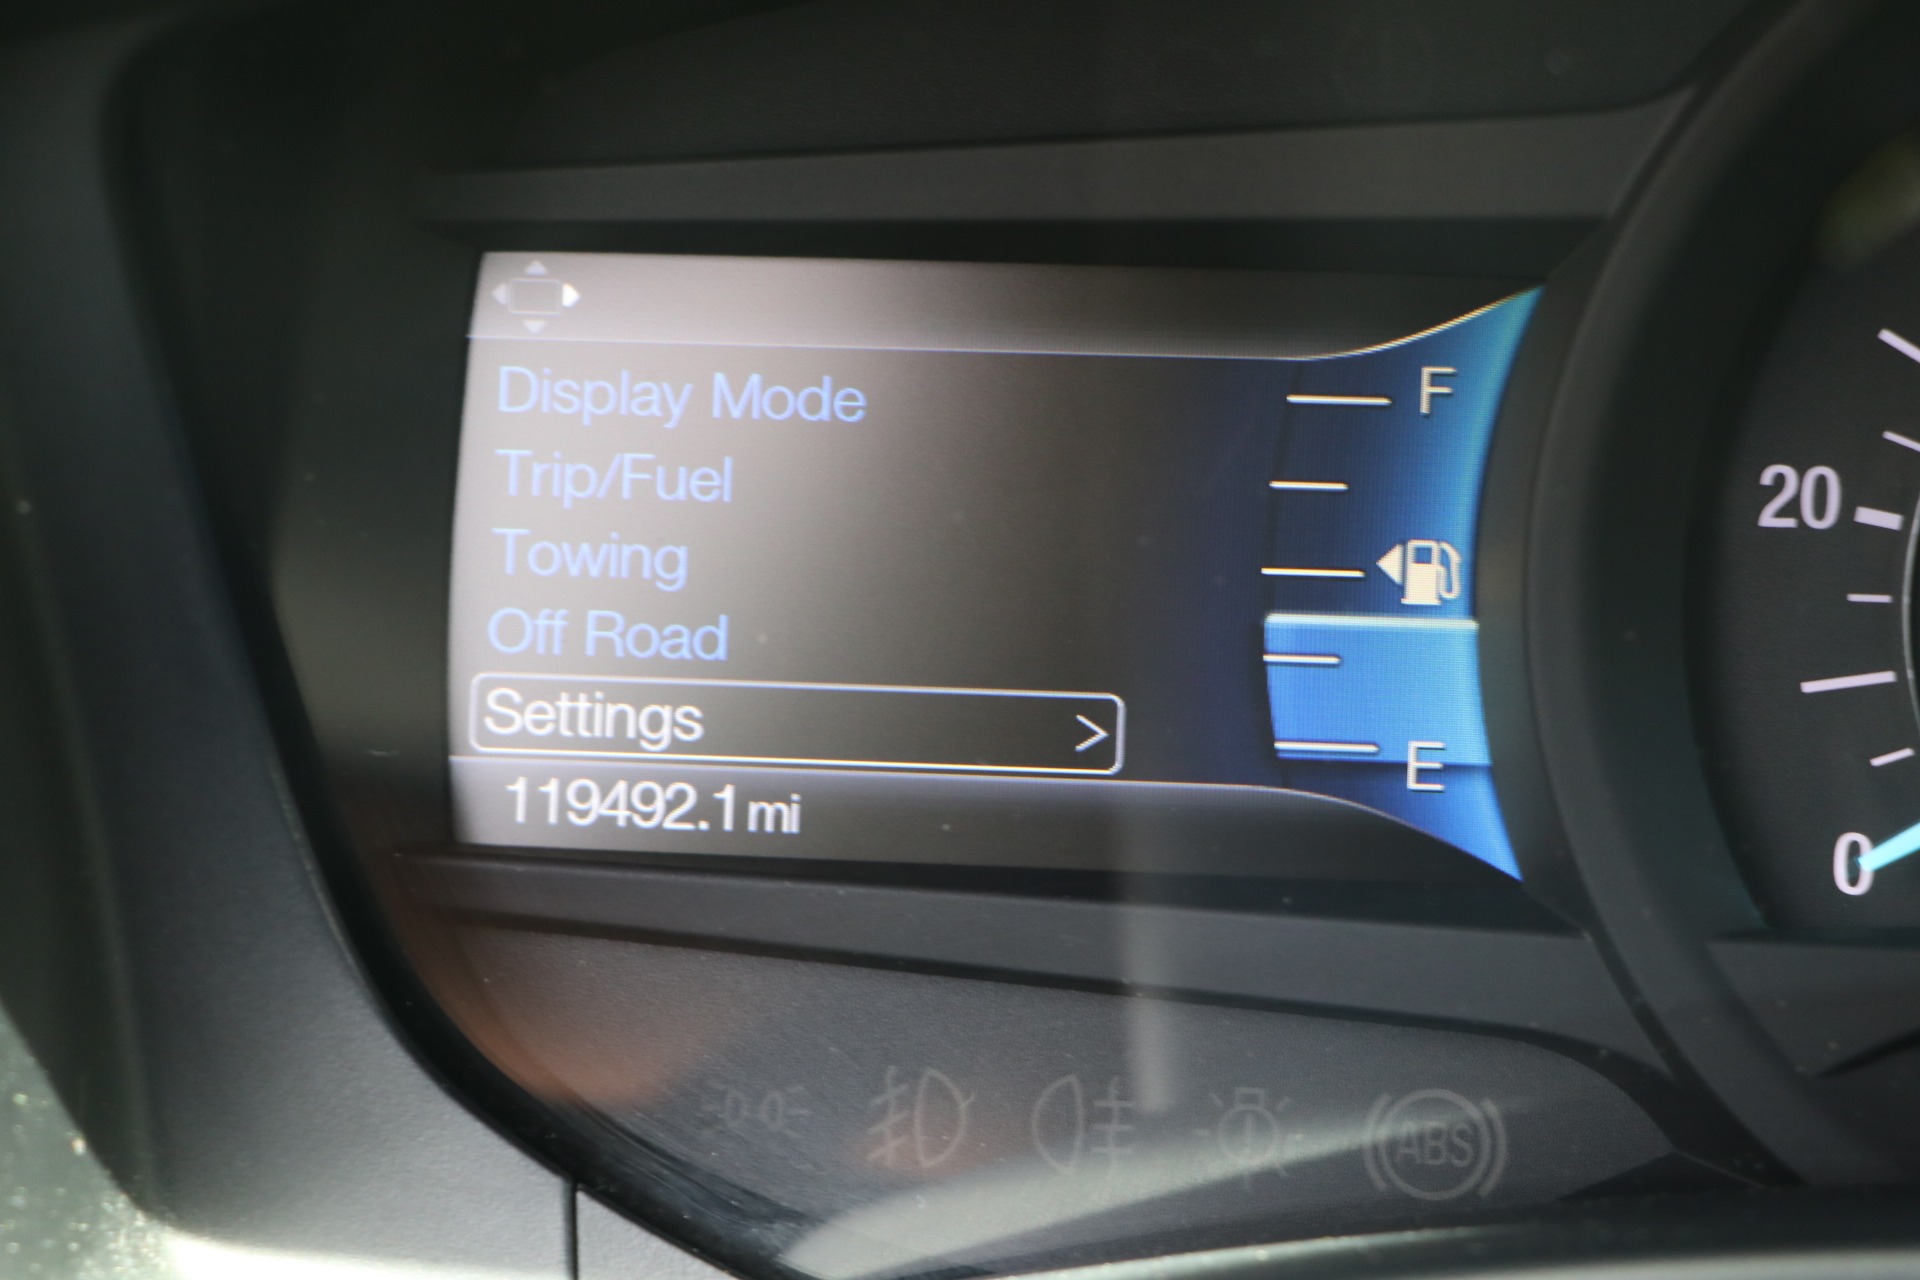 Display Mode
Trip/Fuel
Towing
Off Road
Settings >
119492.1 mi
F
E
20
0
ABS